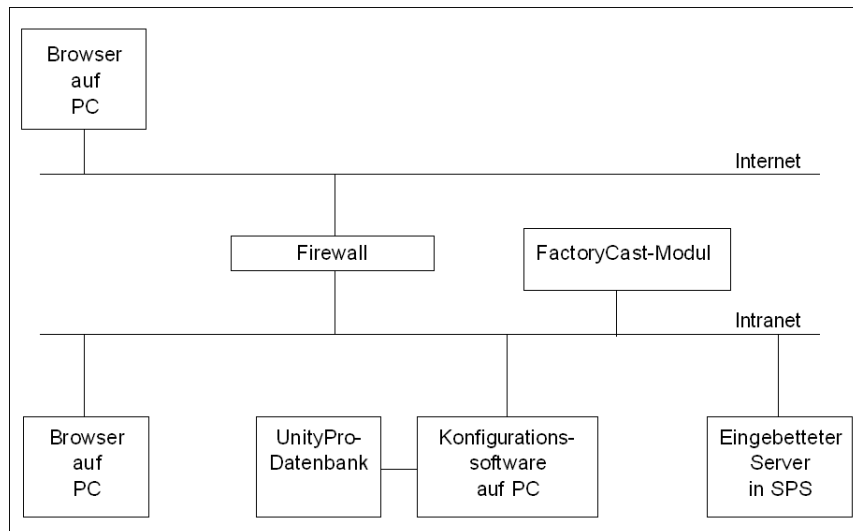 Browser
auf
PC
Internet
Firewall
FactoryCast-Modul
Intranet
Browser
auf
PC
UnityPro-
Datenbank
Konfigurations-
software
auf PC
Eingebetteter
Server
in SPS